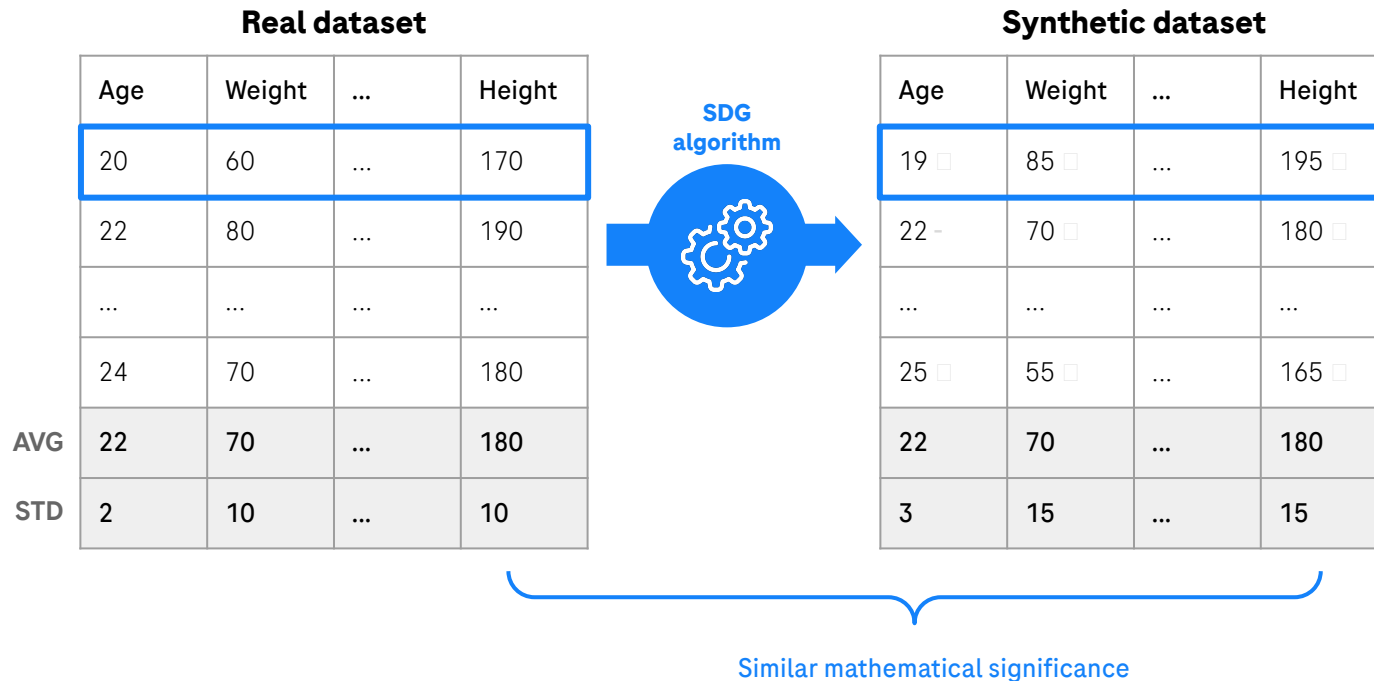 Real dataset
Synthetic dataset
Age Weight ... Height
20 60 ... 170
22 80 ... 190
... ... ... ...
24 70 ... 180
AVG 22 70 ... 180
STD 2 10 ... 10
SDG
algorithm
Age Weight ... Height
19 □ 85 □ ... 195 □
22 - 70 □ ... 180 □
... ... ... ...
25 □ 55 □ ... 165 □
22 70 ... 180
3 15 ... 15
Similar mathematical significance